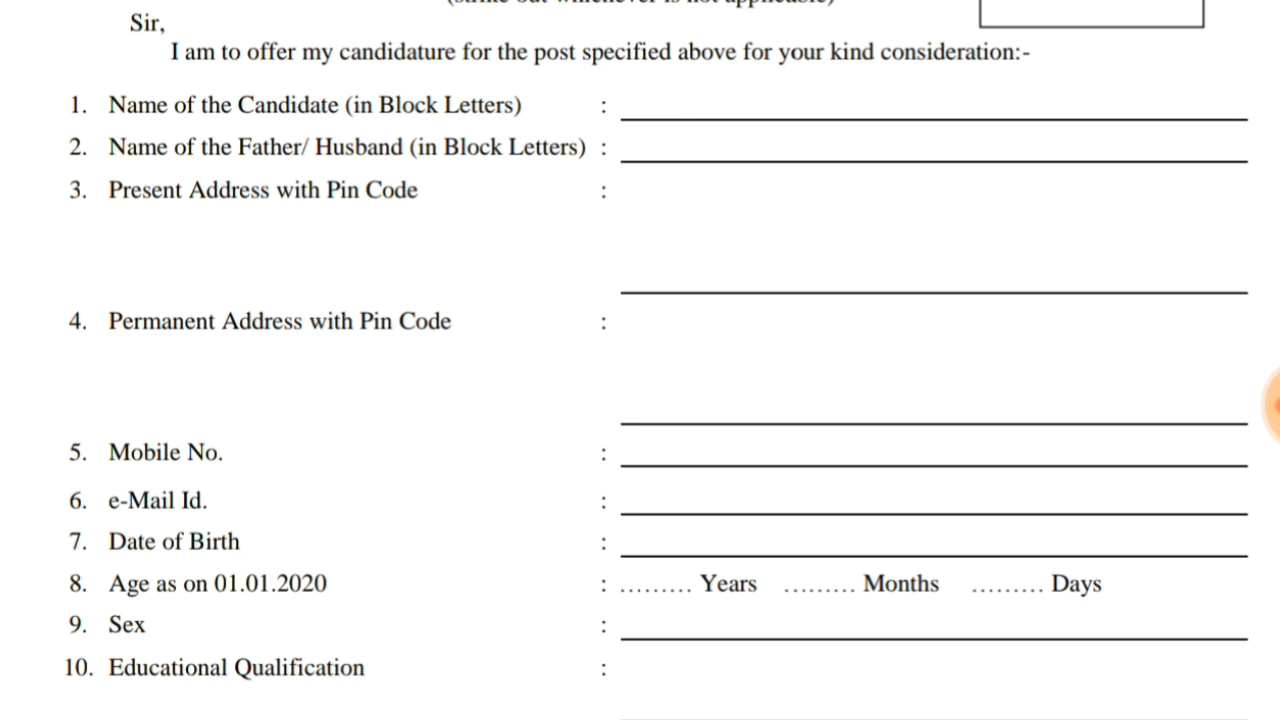 Sir,
I am to offer my candidature for the post specified above for your kind consideration:-
1. Name of the Candidate (in Block Letters) :
2. Name of the Father/ Husband (in Block Letters) :
3. Present Address with Pin Code :
4. Permanent Address with Pin Code :
5. Mobile No. :
6. e-Mail Id. :
7. Date of Birth :
8. Age as on 01.01.2020 : ......... Years ......... Months ......... Days
9. Sex :
10. Educational Qualification :